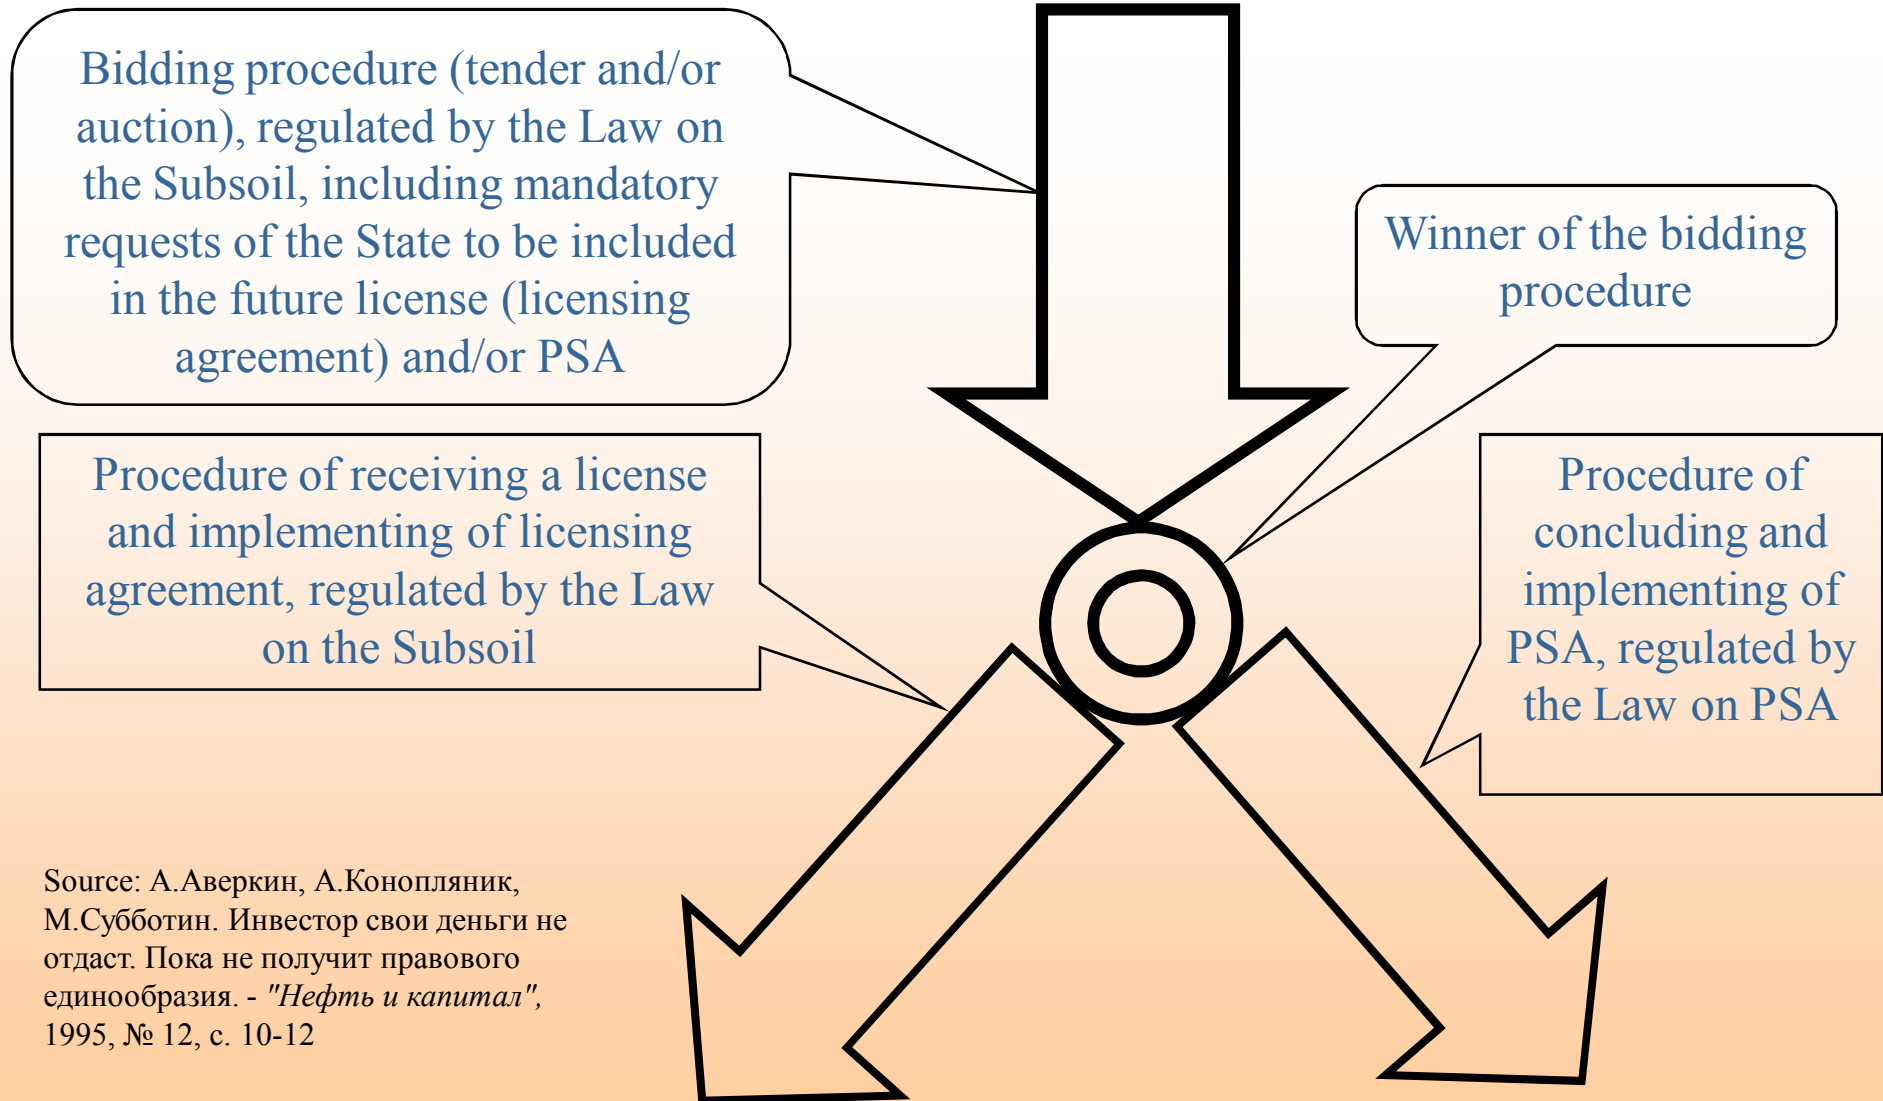 Bidding procedure (tender and/or
auction), regulated by the Law on
the Subsoil, including mandatory
requests of the State to be included
in the future license (licensing
agreement) and/or PSA
Winner of the bidding
procedure
Procedure of receiving a license
and implementing of licensing
agreement, regulated by the Law
on the Subsoil
Procedure of
concluding and
implementing of
PSA, regulated by
the Law on PSA
Source: А.Аверкин, А.Конопляник,
М.Субботин. Инвестор свои деньги не
отдаст. Пока не получит правового
единообразия. - "Нефть и капитал",
1995, № 12, с. 10-12